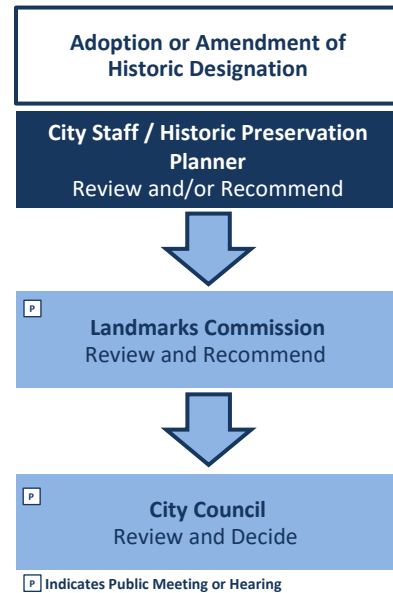 Adoption or Amendment of
Historic Designation
City Staff / Historic Preservation
Planner
Review and/or Recommend
P
Landmarks Commission
Review and Recommend
P
City Council
Review and Decide
P Indicates Public Meeting or Hearing